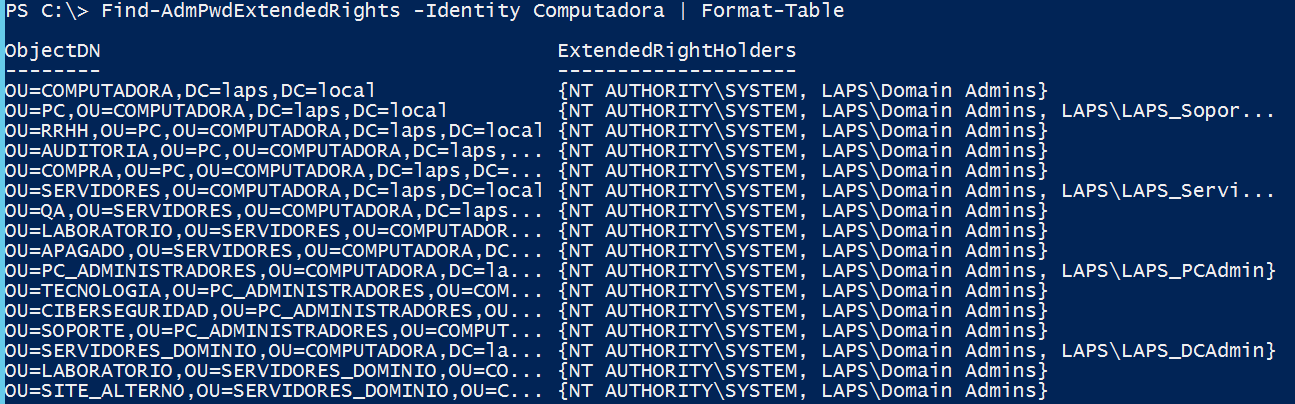 PS C:\> Find-AdmPwdExtendedRights -Identity Computadora | Format-Table
ObjectDN ExtendedRightHolders
-------- --------------------
OU=COMPUTADORA,DC=laps,DC=local {NT AUTHORITY\SYSTEM, LAPS\Domain Admins}
OU=PC,OU=COMPUTADORA,DC=laps,DC=local {NT AUTHORITY\SYSTEM, LAPS\Domain Admins, LAPS\LAPS_Sopor...
OU=RRHH,OU=PC,OU=COMPUTADORA,DC=laps,DC=local {NT AUTHORITY\SYSTEM, LAPS\Domain Admins}
OU=AUDITORIA,OU=PC,OU=COMPUTADORA,DC=laps,... {NT AUTHORITY\SYSTEM, LAPS\Domain Admins}
OU=COMPRA,OU=PC,OU=COMPUTADORA,DC=laps,DC=... {NT AUTHORITY\SYSTEM, LAPS\Domain Admins}
OU=SERVIDORES,OU=COMPUTADORA,DC=laps,DC=local {NT AUTHORITY\SYSTEM, LAPS\Domain Admins, LAPS\LAPS_Servi...
OU=QA,OU=SERVIDORES,OU=COMPUTADORA,DC=laps... {NT AUTHORITY\SYSTEM, LAPS\Domain Admins}
OU=LABORATORIO,OU=SERVIDORES,OU=COMPUTADOR... {NT AUTHORITY\SYSTEM, LAPS\Domain Admins}
OU=APAGADO,OU=SERVIDORES,OU=COMPUTADORA,DC... {NT AUTHORITY\SYSTEM, LAPS\Domain Admins}
OU=PC_ADMINISTRADORES,OU=COMPUTADORA,DC=la... {NT AUTHORITY\SYSTEM, LAPS\Domain Admins, LAPS\LAPS_PCAdmin}
OU=TECNOLOGIA,OU=PC_ADMINISTRADORES,OU=COM... {NT AUTHORITY\SYSTEM, LAPS\Domain Admins}
OU=CIBERSEGURIDAD,OU=PC_ADMINISTRADORES,OU... {NT AUTHORITY\SYSTEM, LAPS\Domain Admins}
OU=SOPORTE,OU=PC_ADMINISTRADORES,OU=COMPUT... {NT AUTHORITY\SYSTEM, LAPS\Domain Admins}
OU=SERVIDORES_DOMINIO,OU=COMPUTADORA,DC=la... {NT AUTHORITY\SYSTEM, LAPS\Domain Admins, LAPS\LAPS_DCAdmin}
OU=LABORATORIO,OU=SERVIDORES_DOMINIO,OU=CO... {NT AUTHORITY\SYSTEM, LAPS\Domain Admins}
OU=SITE_ALTERNO,OU=SERVIDORES_DOMINIO,OU=C... {NT AUTHORITY\SYSTEM, LAPS\Domain Admins}